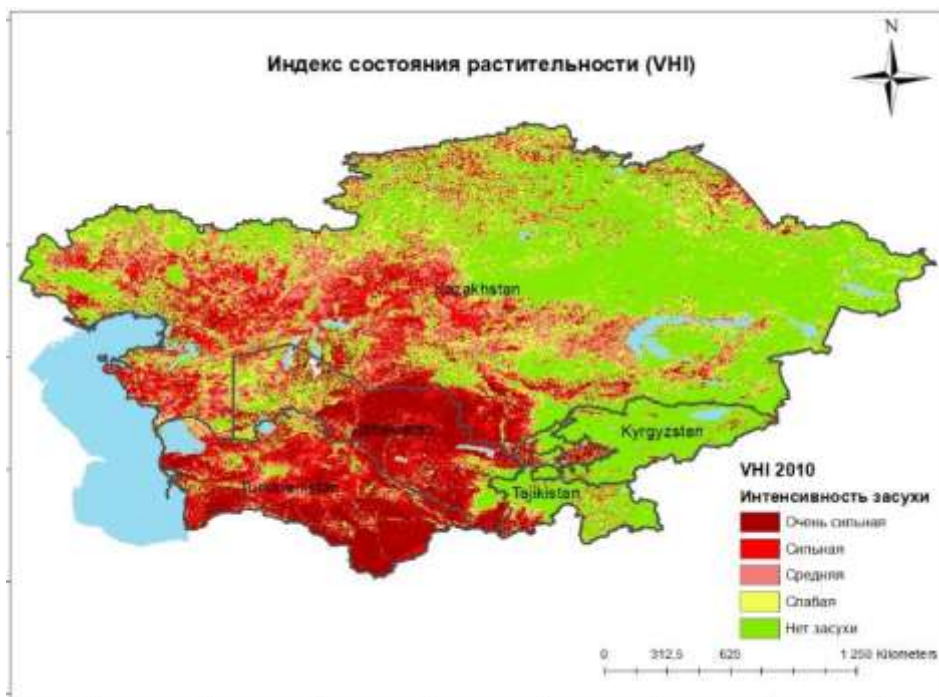 N
Индекс состояния растительности (VHI)
Kazakhstan
Kyrgyzstan
Tajikistan
VHI 2010
Интенсивность засухи
Очень сильная
Сильная
Средняя
Слабая
Нет засухи
0 312,5 625 1 250 Kilometers